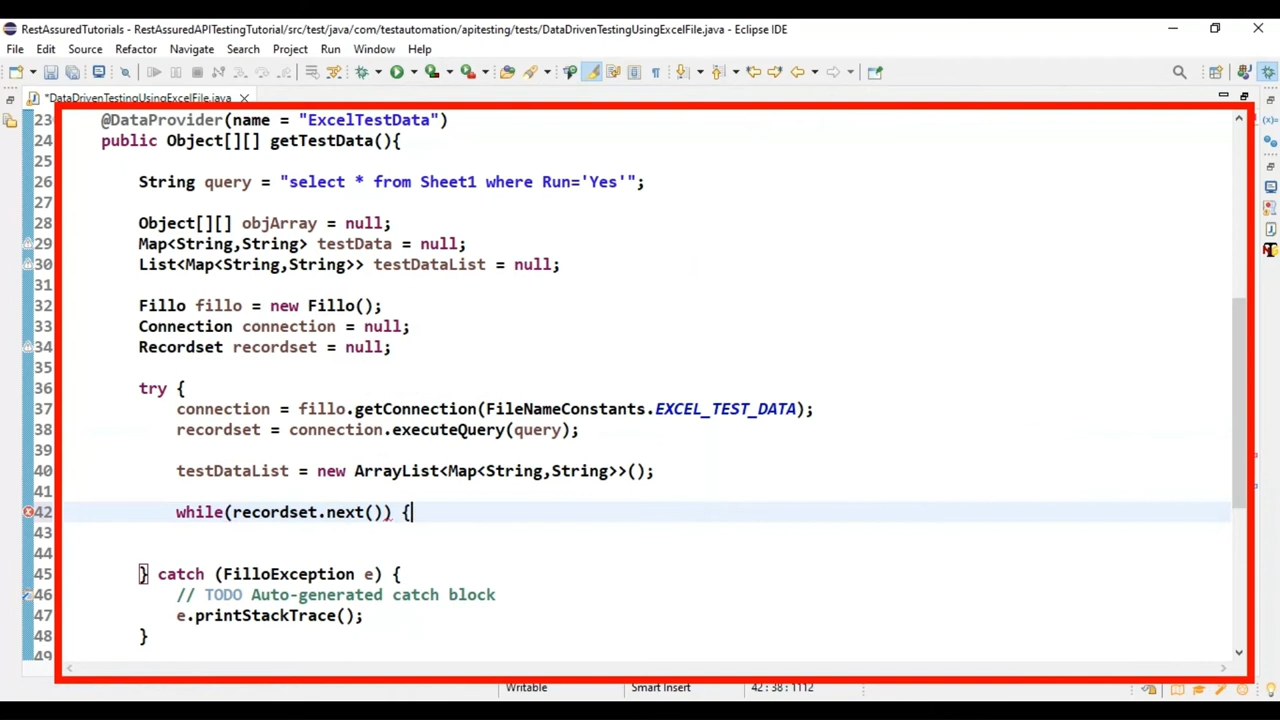 RestAssuredTutorials - RestAssuredAPITestingTutorial/src/test/java/com/testautomation/apitesting/tests/DataDrivenTestingUsingExcelFile.java - Eclipse IDE
File Edit Source Refactor Navigate Search Project Run Window Help
*DataDrivenTestingUsingExcelFile.java
23 @DataProvider(name = "ExcelTestData")
24 public Object[][] getTestData(){
25
26 String query = "select * from Sheet1 where Run='Yes'";
27
28 Object[][] objArray = null;
29 Map<String,String> testData = null;
30 List<Map<String,String>> testDataList = null;
31
32 Fillo fillo = new Fillo();
33 Connection connection = null;
34 Recordset recordset = null;
35
36 try {
37 connection = fillo.getConnection(FileNameConstants.EXCEL_TEST_DATA);
38 recordset = connection.executeQuery(query);
39
40 testDataList = new ArrayList<Map<String,String>>();
41
42 while(recordset.next()) {
43
44
45 } catch (FilloException e) {
46 // TODO Auto-generated catch block
47 e.printStackTrace();
48 }
49
Writable Smart Insert 42 : 38 : 1112